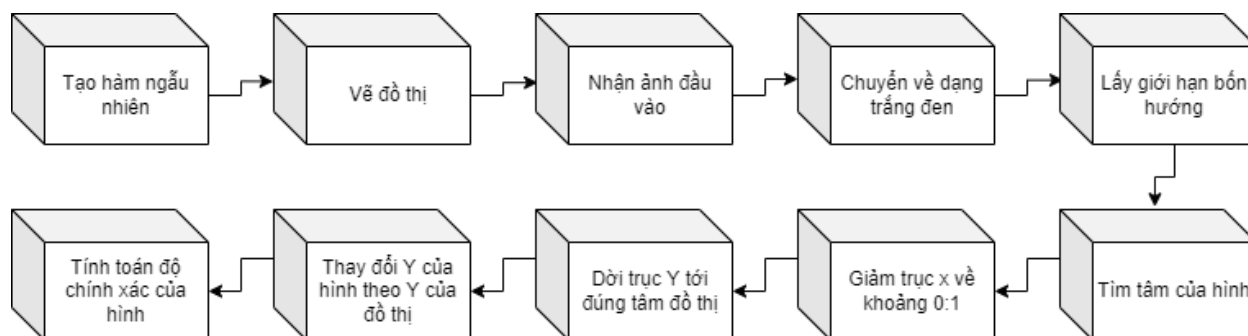 Tạo hàm ngẫu
nhiên
Vẽ đồ thị
Nhận ảnh đầu
vào
Chuyển về dạng
trắng đen
Lấy giới hạn bốn
hướng
Tìm tâm của hình
Giảm trục x về
khoảng 0:1
Dời trục Y tới
đúng tâm đồ thị
Thay đổi Y của
hình theo Y của
đồ thị
Tính toán độ
chính xác của
hình